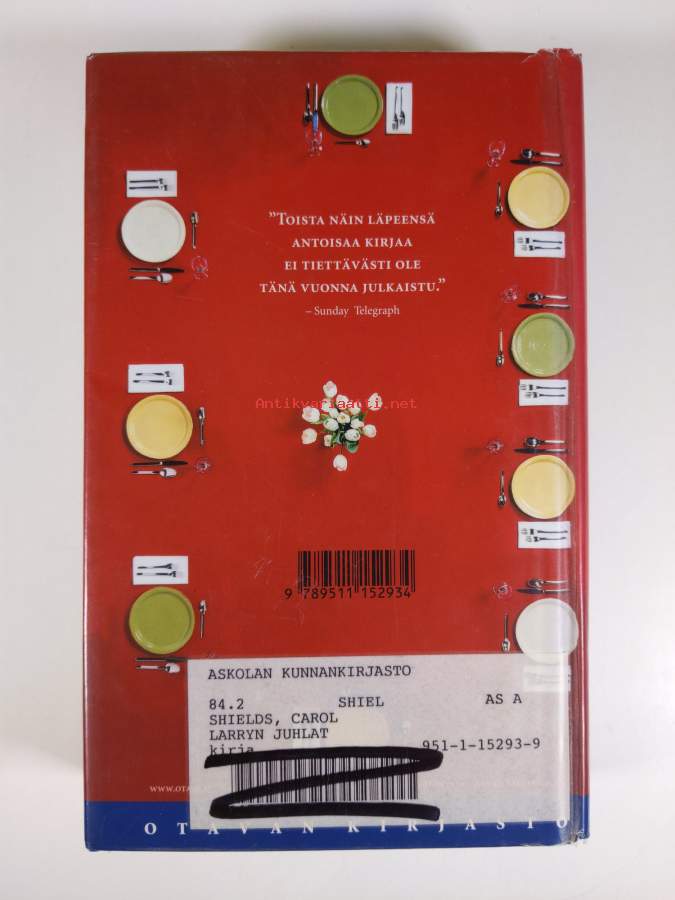 ”Toista näin läpeensä
antoisaa kirjaa
ei tiettävästi ole
tänä vuonna julkaistu.”
– Sunday Telegraph
Antikvariaatti.net
9 789511 152934
ASKOLAN KUNNANKIRJASTO
84.2 SHIEL AS A
SHIELDS, CAROL
LARRYN JUHLAT
kirja 951-1-15293-9
OTAVAN KIRJASTO